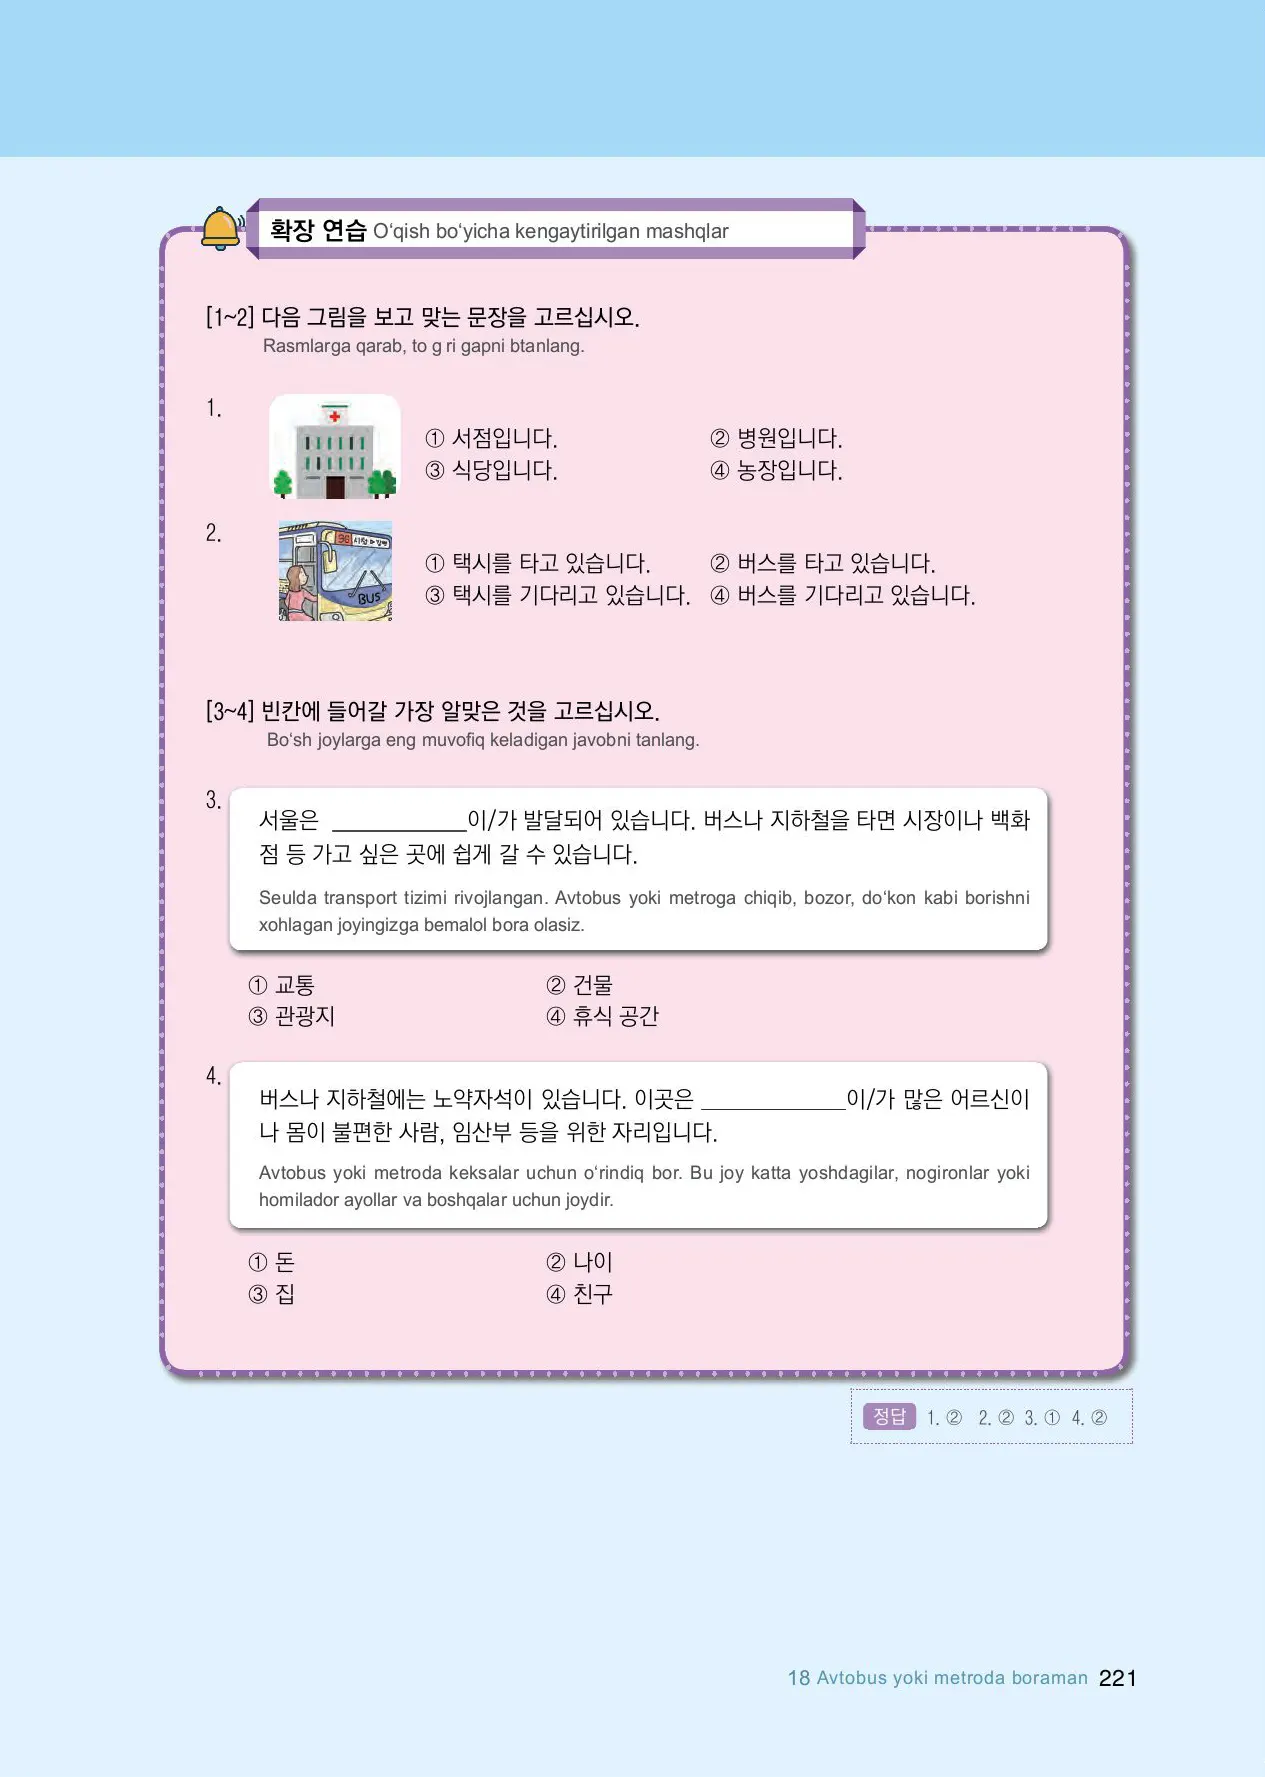 확장 연습 O‘qish bo‘yicha kengaytirilgan mashqlar
[1~2] 다음 그림을 보고 맞는 문장을 고르십시오.
Rasmlarga qarab, to g ri gapni btanlang.
1.
① 서점입니다. ② 병원입니다.
③ 식당입니다. ④ 농장입니다.
2.
96
BUS
① 택시를 타고 있습니다. ② 버스를 타고 있습니다.
③ 택시를 기다리고 있습니다. ④ 버스를 기다리고 있습니다.
[3~4] 빈칸에 들어갈 가장 알맞은 것을 고르십시오.
Bo‘sh joylarga eng muvofiq keladigan javobni tanlang.
3.
서울은 ____________이/가 발달되어 있습니다. 버스나 지하철을 타면 시장이나 백화
점 등 가고 싶은 곳에 쉽게 갈 수 있습니다.
Seulda transport tizimi rivojlangan. Avtobus yoki metroga chiqib, bozor, do‘kon kabi borishni
xohlagan joyingizga bemalol bora olasiz.
① 교통 ② 건물
③ 관광지 ④ 휴식 공간
4.
버스나 지하철에는 노약자석이 있습니다. 이곳은 _____________이/가 많은 어르신이
나 몸이 불편한 사람, 임산부 등을 위한 자리입니다.
Avtobus yoki metroda keksalar uchun o‘rindiq bor. Bu joy katta yoshdagilar, nogironlar yoki
homilador ayollar va boshqalar uchun joydir.
① 돈 ② 나이
③ 집 ④ 친구
정답 1. ② 2. ② 3. ① 4. ②
18 Avtobus yoki metroda boraman 221